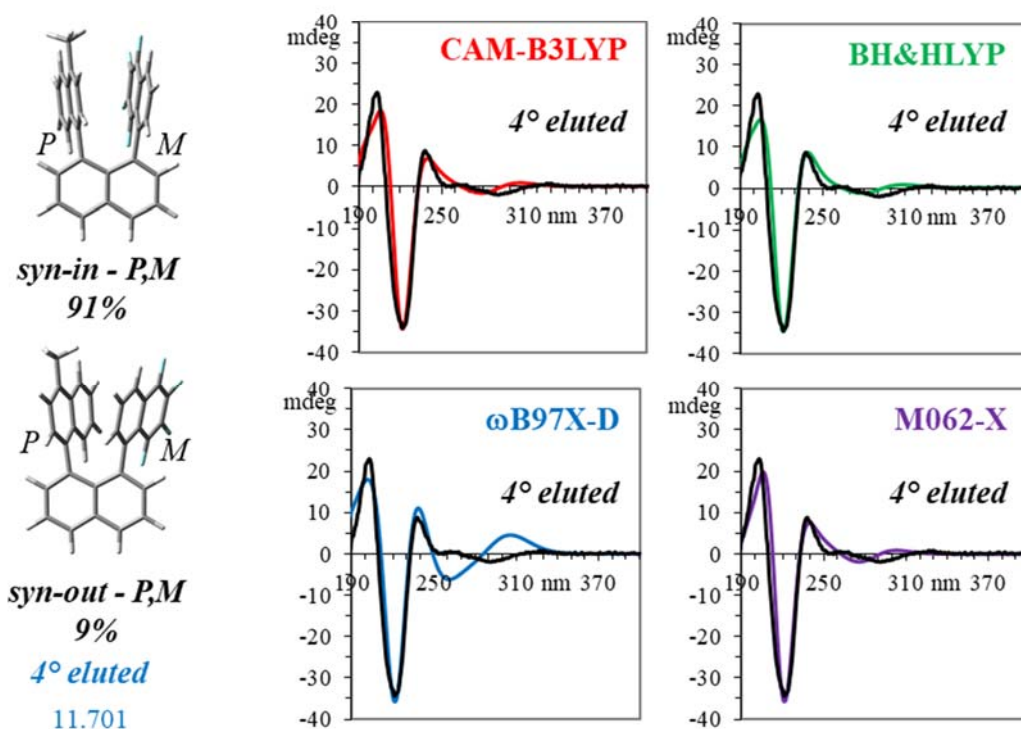 P
M
syn-in - P,M
91%
P
M
syn-out - P,M
9%
4° eluted
11.701
mdeg
40
30
20
10
0
-10
-20
-30
-40
190
250
310 nm
370
CAM-B3LYP
4° eluted
mdeg
40
30
20
10
0
-10
-20
-30
-40
190
250
310 nm
370
BH&HLYP
4° eluted
mdeg
40
30
20
10
0
-10
-20
-30
-40
190
250
310 nm
370
ωB97X-D
4° eluted
mdeg
40
30
20
10
0
-10
-20
-30
-40
190
250
310 nm
370
M062-X
4° eluted